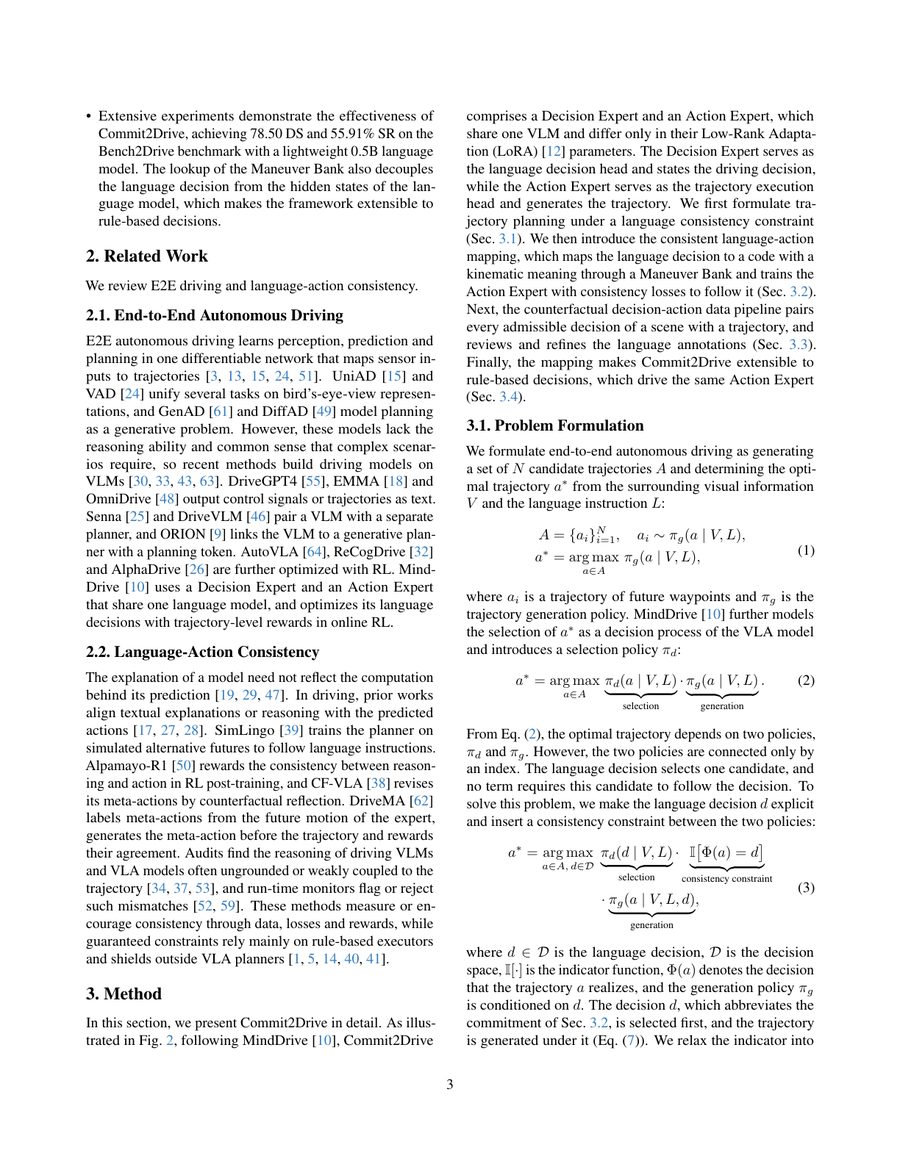 • Extensive experiments demonstrate the effectiveness of
Commit2Drive, achieving 78.50 DS and 55.91% SR on the
Bench2Drive benchmark with a lightweight 0.5B language
model. The lookup of the Maneuver Bank also decouples
the language decision from the hidden states of the lan-
guage model, which makes the framework extensible to
rule-based decisions.
2. Related Work
We review E2E driving and language-action consistency.
2.1. End-to-End Autonomous Driving
E2E autonomous driving learns perception, prediction and
planning in one differentiable network that maps sensor in-
puts to trajectories [3, 13, 15, 24, 51]. UniAD [15] and
VAD [24] unify several tasks on bird's-eye-view represen-
tations, and GenAD [61] and DiffAD [49] model planning
as a generative problem. However, these models lack the
reasoning ability and common sense that complex scenar-
ios require, so recent methods build driving models on
VLMs [30, 33, 43, 63]. DriveGPT4 [55], EMMA [18] and
OmniDrive [48] output control signals or trajectories as text.
Senna [25] and DriveVLM [46] pair a VLM with a separate
planner, and ORION [9] links the VLM to a generative plan-
ner with a planning token. AutoVLA [64], ReCogDrive [32]
and AlphaDrive [26] are further optimized with RL. Mind-
Drive [10] uses a Decision Expert and an Action Expert
that share one language model, and optimizes its language
decisions with trajectory-level rewards in online RL.
2.2. Language-Action Consistency
The explanation of a model need not reflect the computation
behind its prediction [19, 29, 47]. In driving, prior works
align textual explanations or reasoning with the predicted
actions [17, 27, 28]. SimLingo [39] trains the planner on
simulated alternative futures to follow language instructions.
Alpamayo-R1 [50] rewards the consistency between reason-
ing and action in RL post-training, and CF-VLA [38] revises
its meta-actions by counterfactual reflection. DriveMA [62]
labels meta-actions from the future motion of the expert,
generates the meta-action before the trajectory and rewards
their agreement. Audits find the reasoning of driving VLMs
and VLA models often ungrounded or weakly coupled to the
trajectory [34, 37, 53], and run-time monitors flag or reject
such mismatches [52, 59]. These methods measure or en-
courage consistency through data, losses and rewards, while
guaranteed constraints rely mainly on rule-based executors
and shields outside VLA planners [1, 5, 14, 40, 41].
3. Method
In this section, we present Commit2Drive in detail. As illus-
trated in Fig. 2, following MindDrive [10], Commit2Drive
comprises a Decision Expert and an Action Expert, which
share one VLM and differ only in their Low-Rank Adapta-
tion (LoRA) [12] parameters. The Decision Expert serves as
the language decision head and states the driving decision,
while the Action Expert serves as the trajectory execution
head and generates the trajectory. We first formulate tra-
jectory planning under a language consistency constraint
(Sec. 3.1). We then introduce the consistent language-action
mapping, which maps the language decision to a code with a
kinematic meaning through a Maneuver Bank and trains the
Action Expert with consistency losses to follow it (Sec. 3.2).
Next, the counterfactual decision-action data pipeline pairs
every admissible decision of a scene with a trajectory, and
reviews and refines the language annotations (Sec. 3.3).
Finally, the mapping makes Commit2Drive extensible to
rule-based decisions, which drive the same Action Expert
(Sec. 3.4).
3.1. Problem Formulation
We formulate end-to-end autonomous driving as generating
a set of N candidate trajectories A and determining the opti-
mal trajectory a* from the surrounding visual information
V and the language instruction L:
A = {a_i}_{i=1}^N, a_i ∼ π_g(a | V, L),
a* = arg max_{a∈A} π_g(a | V, L), (1)
where a_i is a trajectory of future waypoints and π_g is the
trajectory generation policy. MindDrive [10] further models
the selection of a* as a decision process of the VLA model
and introduces a selection policy π_d:
a* = arg max_{a∈A} π_d(a | V, L) · π_g(a | V, L) . (2)
selection generation
From Eq. (2), the optimal trajectory depends on two policies,
π_d and π_g. However, the two policies are connected only by
an index. The language decision selects one candidate, and
no term requires this candidate to follow the decision. To
solve this problem, we make the language decision d explicit
and insert a consistency constraint between the two policies:
a* = arg max_{a∈A, d∈𝒟} π_d(d | V, L) · 𝕀[Φ(a) = d]
selection consistency constraint
· π_g(a | V, L, d), (3)
generation
where d ∈ 𝒟 is the language decision, 𝒟 is the decision
space, 𝕀[·] is the indicator function, Φ(a) denotes the decision
that the trajectory a realizes, and the generation policy π_g
is conditioned on d. The decision d, which abbreviates the
commitment of Sec. 3.2, is selected first, and the trajectory
is generated under it (Eq. (7)). We relax the indicator into
3